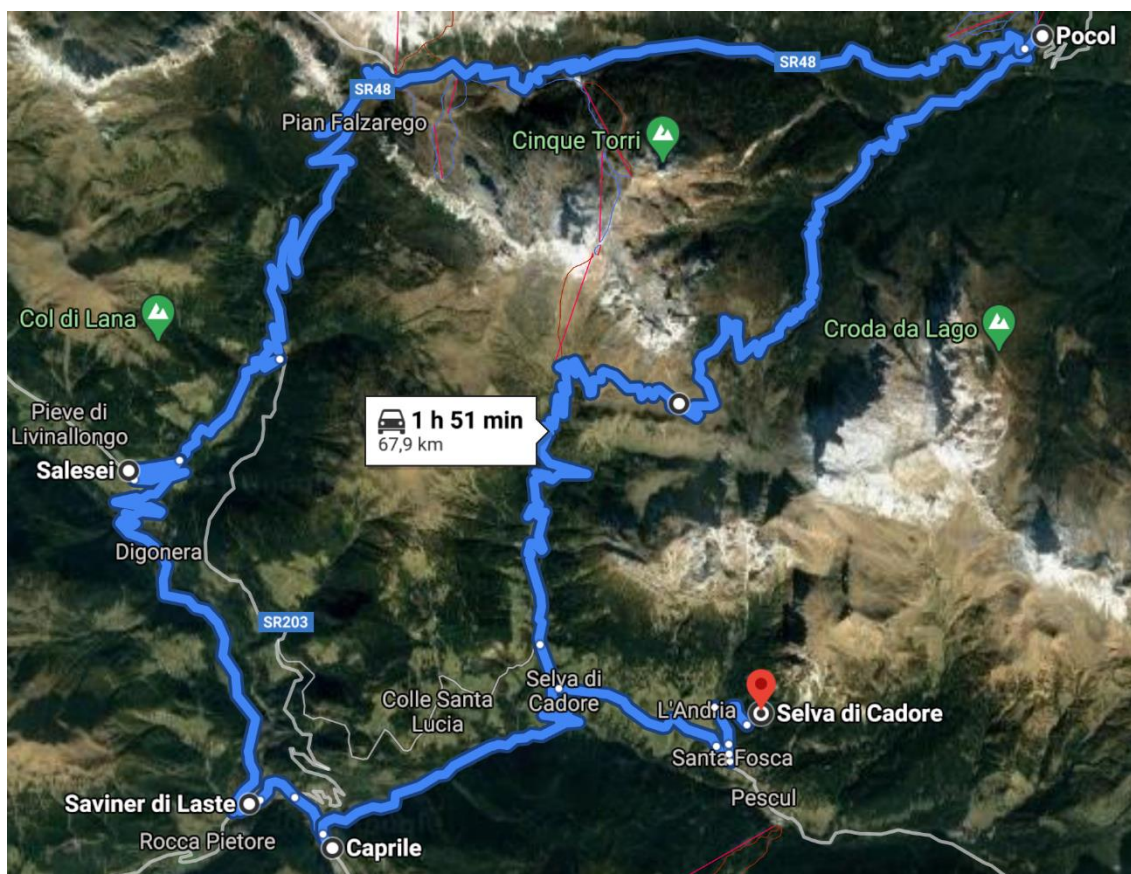 Pocol
SR48
SR48
Pian Falzarego
Cinque Torri
Col di Lana
Croda da Lago
Pieve di
Livinallongo
1 h 51 min
67,9 km
Salesei
Digonera
SR203
Selva di
Cadore
Colle Santa
Lucia
L'Andria
Selva di Cadore
Santa Fosca
Pescul
Saviner di Laste
Rocca Pietore
Caprile